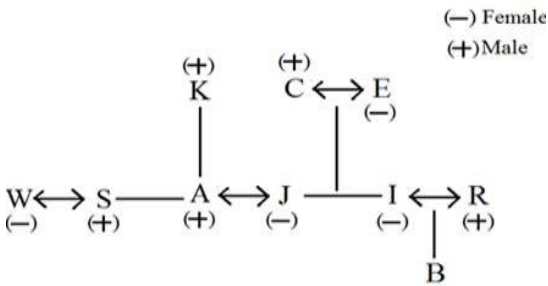 (−) Female
(+) Male
(+) (+)
K C ⟷ E
(−)
W ⟷ S A ⟷ J I ⟷ R
(−) (+) (+) (−) (−) (+)
B